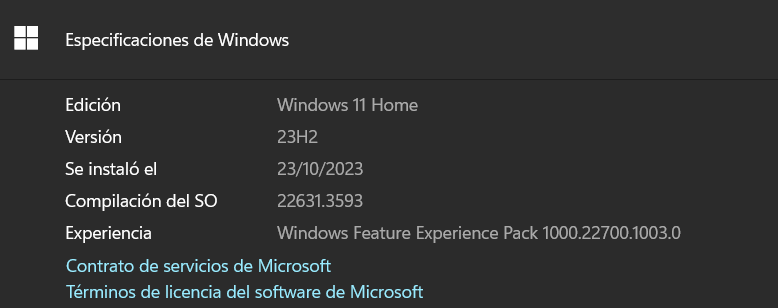 Especificaciones de Windows
Edición Windows 11 Home
Versión 23H2
Se instaló el 23/10/2023
Compilación del SO 22631.3593
Experiencia Windows Feature Experience Pack 1000.22700.1003.0
Contrato de servicios de Microsoft
Términos de licencia del software de Microsoft